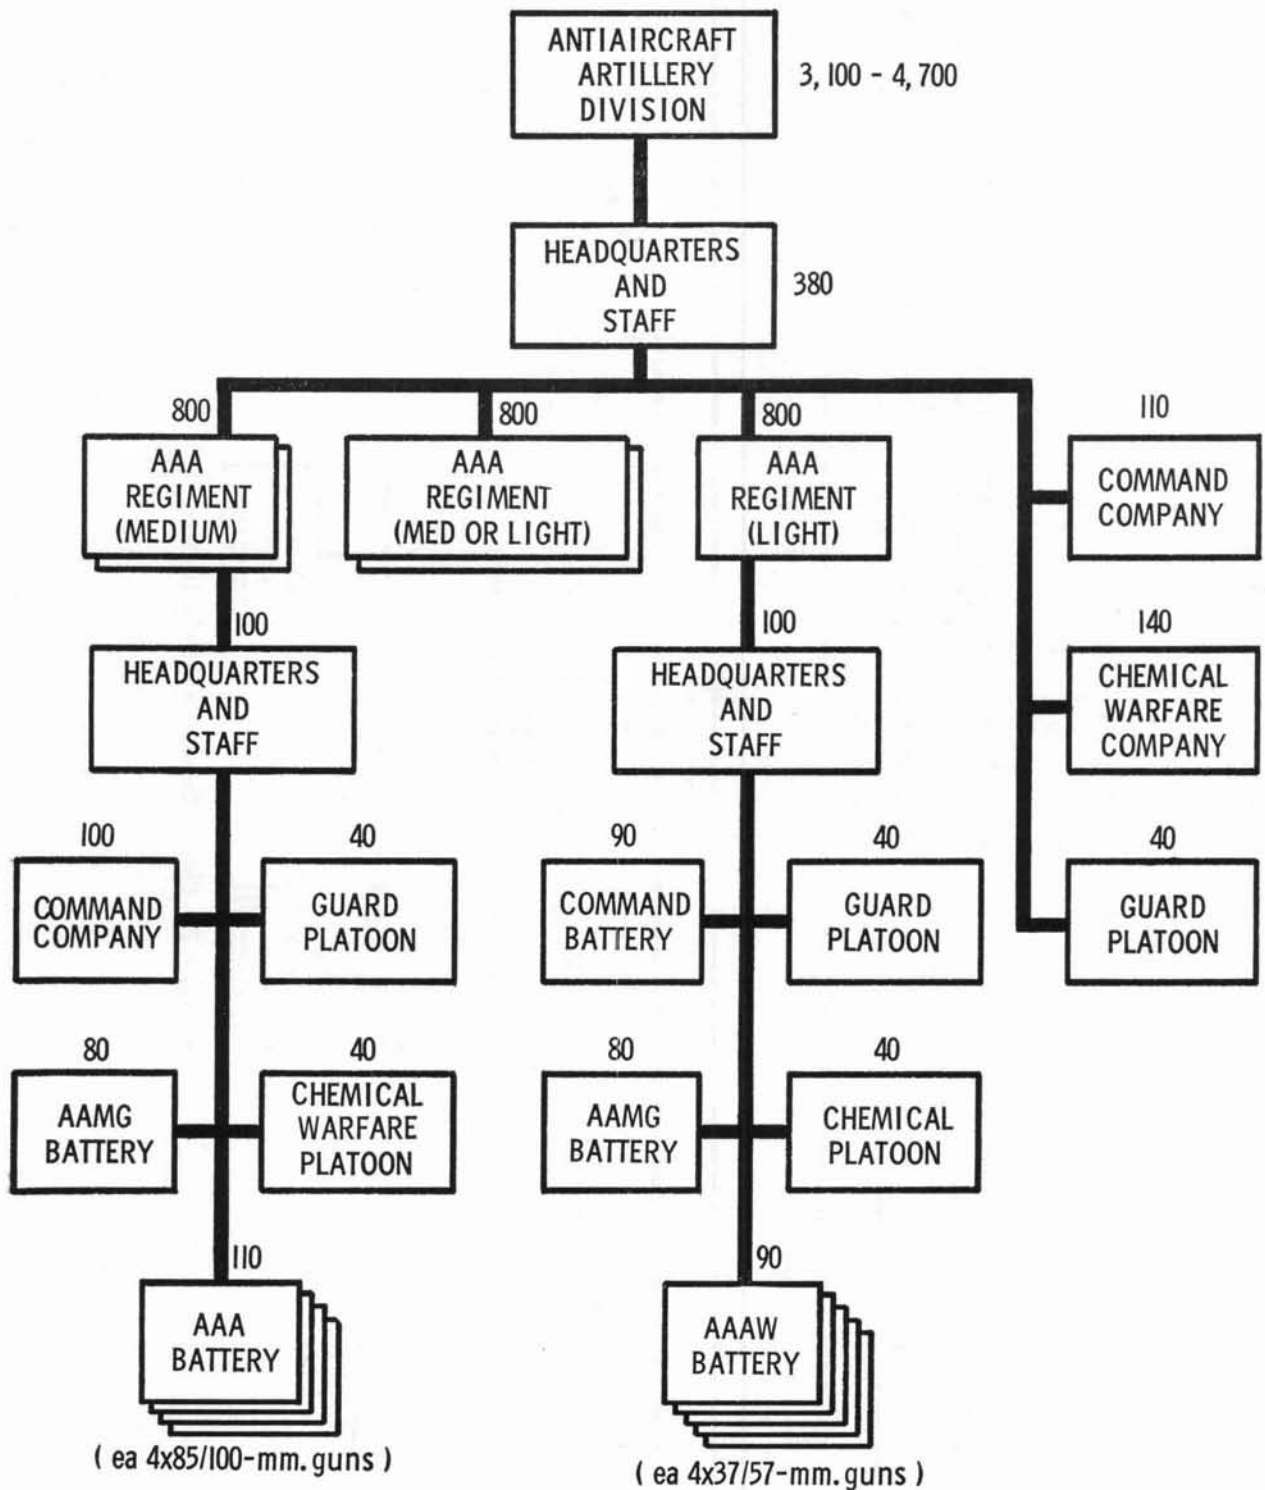 ANTIAIRCRAFT
ARTILLERY
DIVISION
3,100 - 4,700
HEADQUARTERS
AND
STAFF
380
800
AAA
REGIMENT
(MEDIUM)
800
AAA
REGIMENT
(MED OR LIGHT)
800
AAA
REGIMENT
(LIGHT)
110
COMMAND
COMPANY
100
HEADQUARTERS
AND
STAFF
100
HEADQUARTERS
AND
STAFF
140
CHEMICAL
WARFARE
COMPANY
100
COMMAND
COMPANY
40
GUARD
PLATOON
90
COMMAND
BATTERY
40
GUARD
PLATOON
40
GUARD
PLATOON
80
AAMG
BATTERY
40
CHEMICAL
WARFARE
PLATOON
80
AAMG
BATTERY
40
CHEMICAL
PLATOON
110
AAA
BATTERY
(ea 4x85/100-mm. guns)
90
AAAW
BATTERY
(ea 4x37/57-mm. guns)